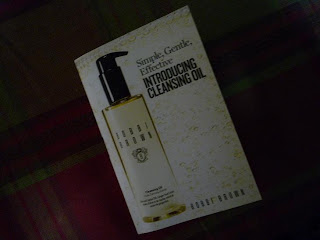 Simple, Gentle,
Effective
INTRODUCING
CLEANSING OIL
BOBBI
BROWN
BOBBI BROWN